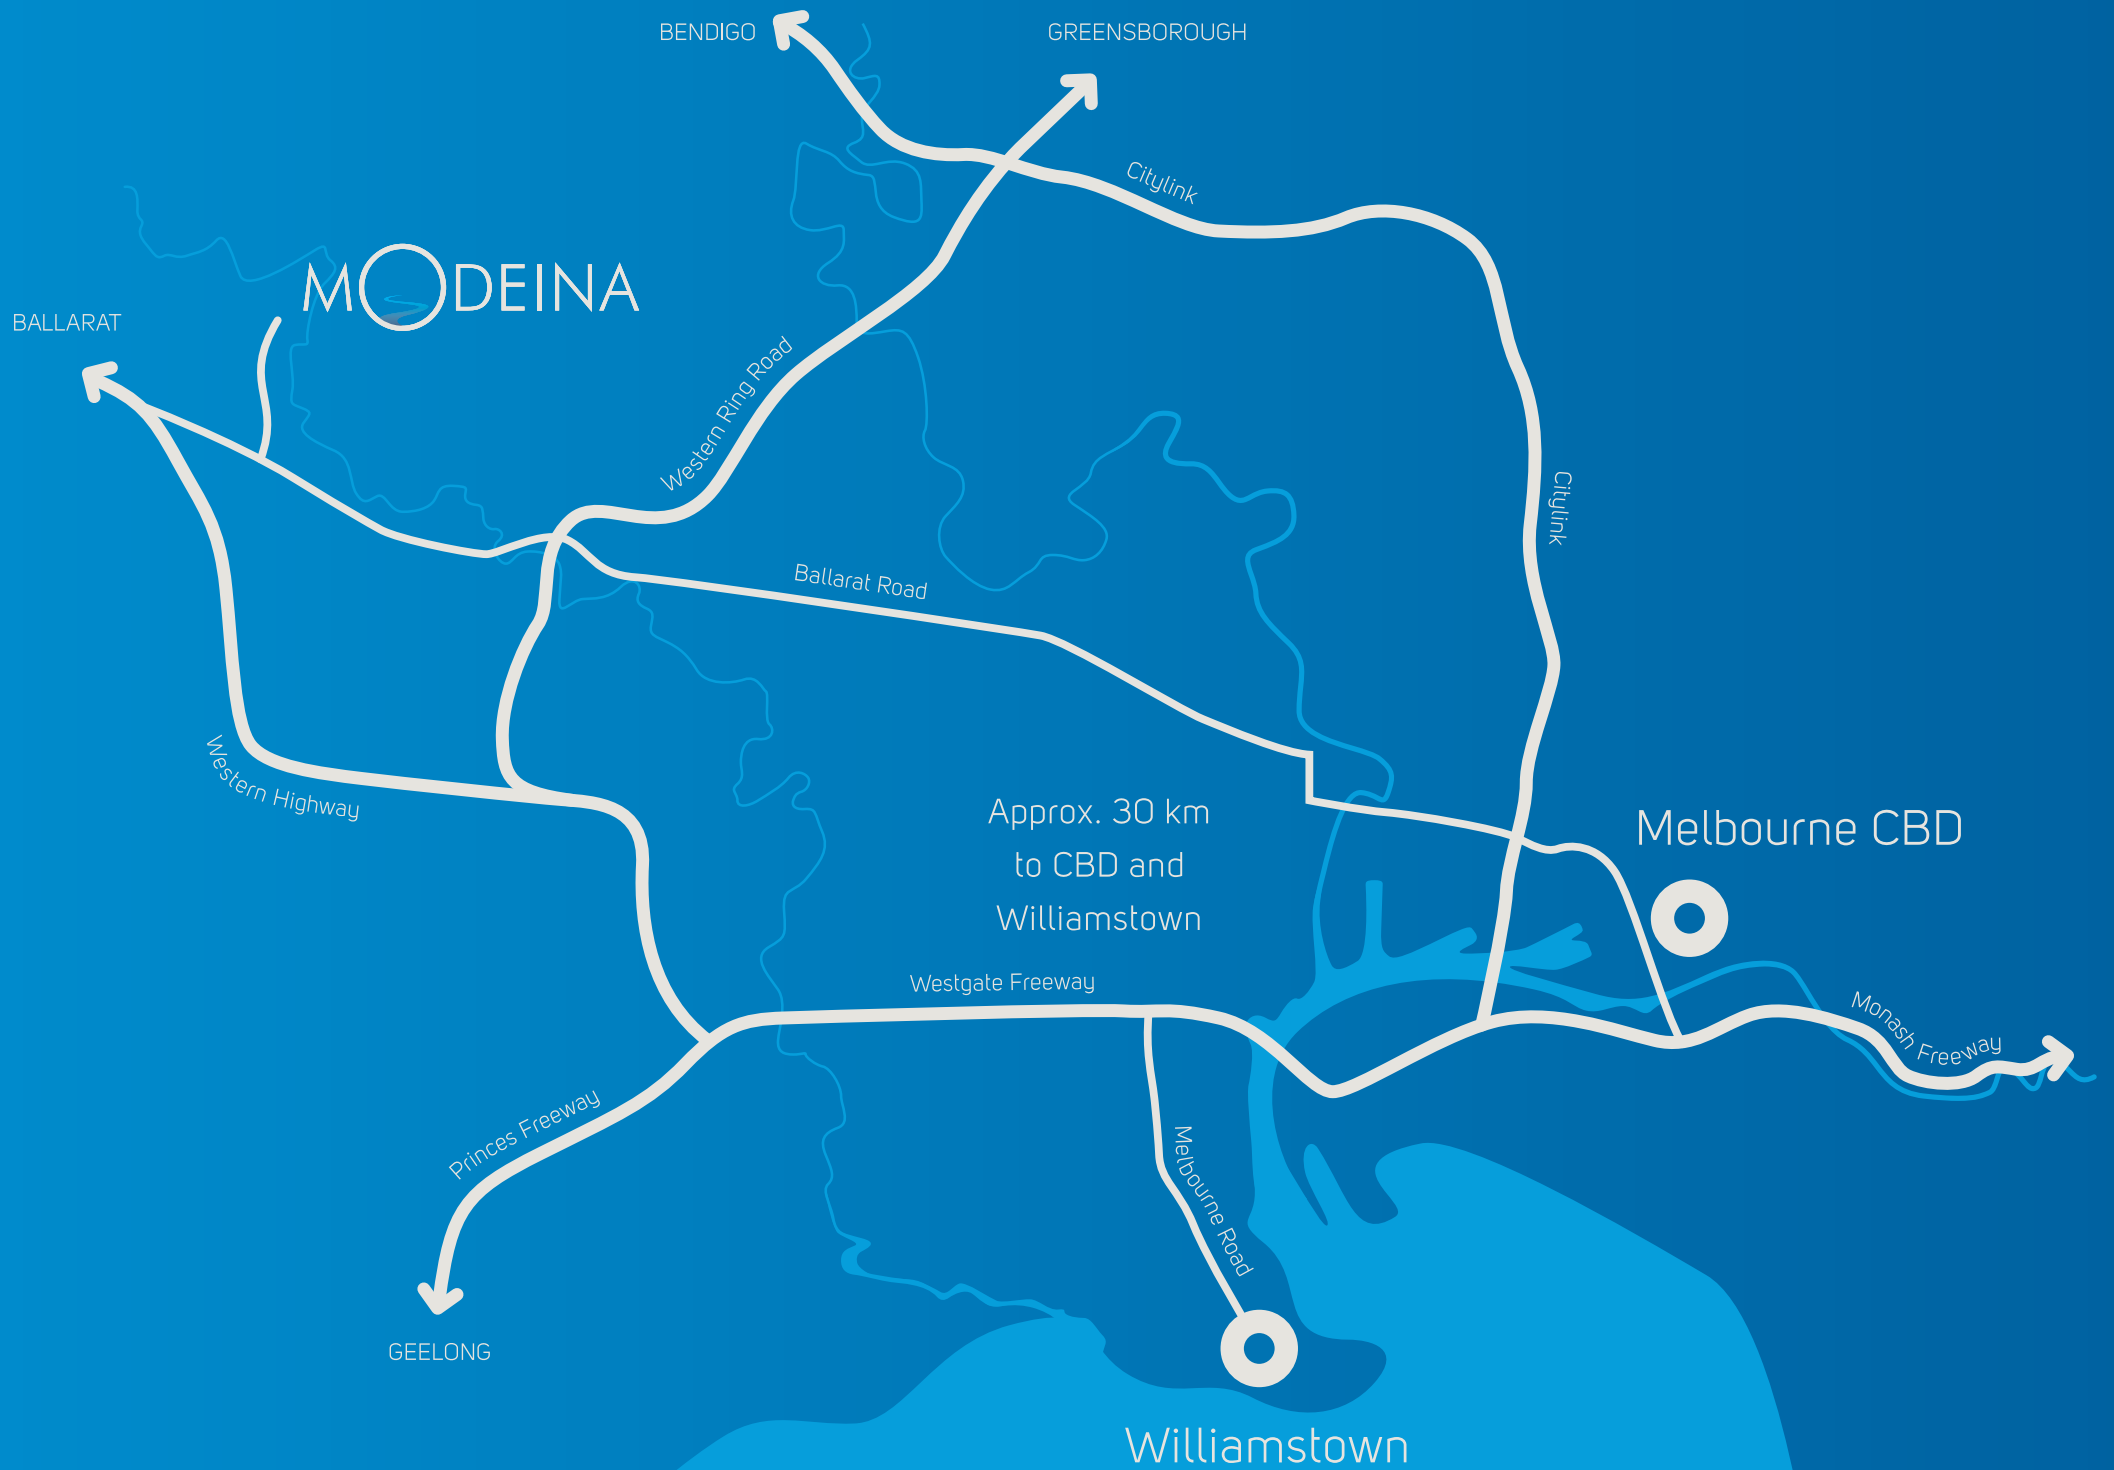 BENDIGO
GREENSBOROUGH
Citylink
MODEINA
BALLARAT
Western Ring Road
Citylink
Ballarat Road
Western Highway
Approx. 30 km
to CBD and
Williamstown
Melbourne CBD
Westgate Freeway
Monash Freeway
Princes Freeway
Melbourne Road
GEELONG
Williamstown